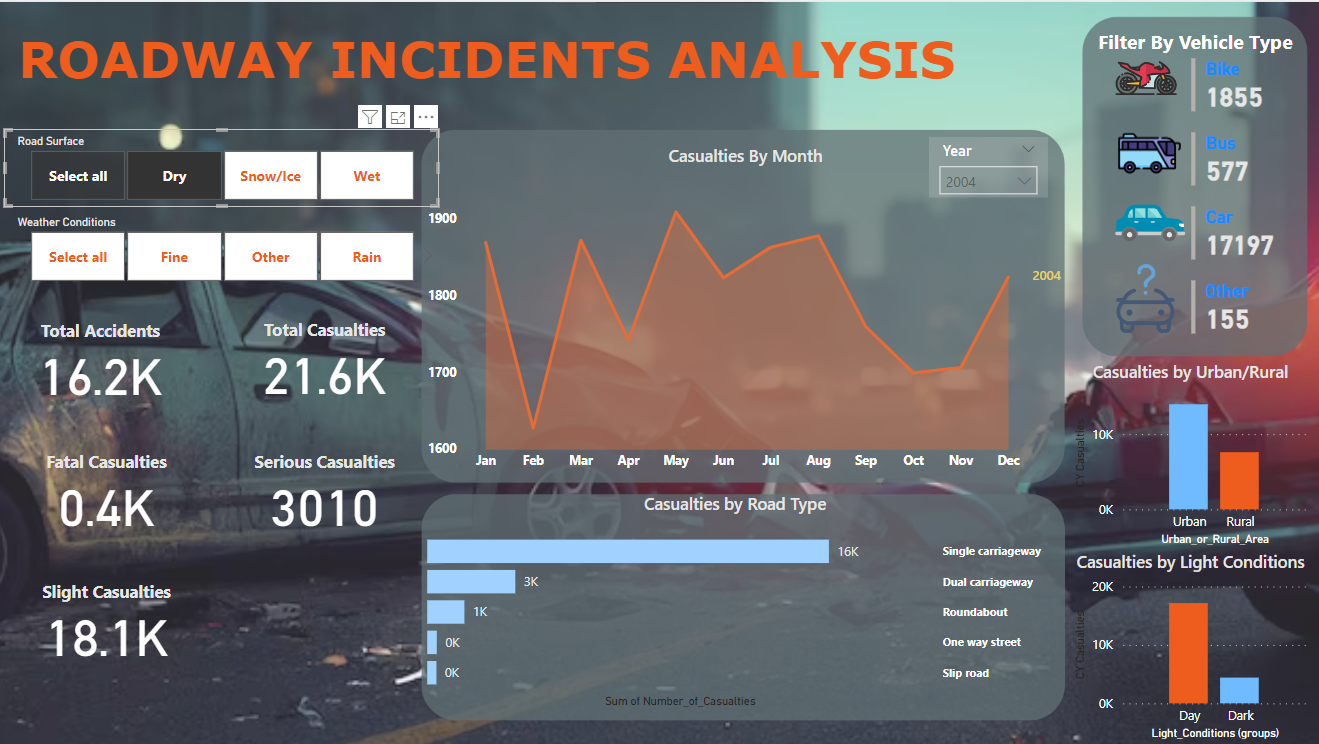 ROADWAY INCIDENTS ANALYSIS
Road Surface
Select all
Dry
Snow/Ice
Wet
Weather Conditions
Select all
Fine
Other
Rain
Total Accidents
16.2K
Total Casualties
21.6K
Fatal Casualties
0.4K
Serious Casualties
3010
Slight Casualties
18.1K
Casualties By Month
Year
2004
1900
1800
1700
1600
2004
Jan Feb Mar Apr May Jun Jul Aug Sep Oct Nov Dec
Casualties by Road Type
16K Single carriageway
3K Dual carriageway
1K Roundabout
0K One way street
0K Slip road
Sum of Number_of_Casualties
Filter By Vehicle Type
Bike
1855
Bus
577
Car
17197
?
Other
155
Casualties by Urban/Rural
CY Casualties
10K
0K
Urban Rural
Urban_or_Rural_Area
Casualties by Light Conditions
CY Casualties
20K
10K
0K
Day Dark
Light_Conditions (groups)